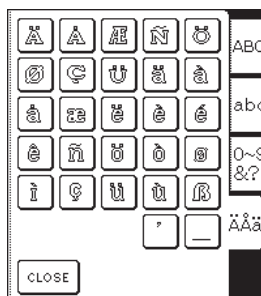 Ä Å Æ Ñ Ö
Ø Ç Ü ä à
å æ ë è é
ê ñ ö ò ø
ì ç ü ù ß
' _
CLOSE
ABC
abc
0~9
&?
ÄÅä